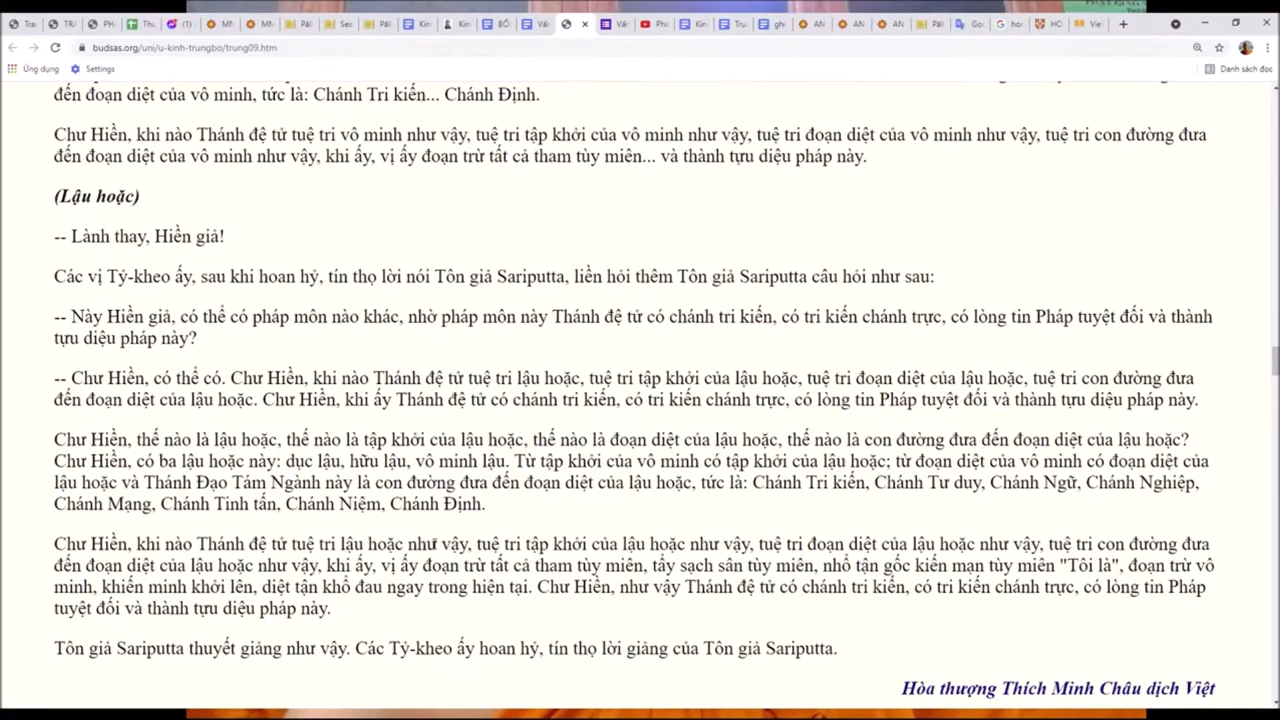 budsas.org/uni/u-kinh-trungbo/trung09.htm
Ứng dụng Settings Danh sách đọc
đến đoạn diệt của vô minh, tức là: Chánh Tri kiến... Chánh Định.
Chư Hiền, khi nào Thánh đệ tử tuệ tri vô minh như vậy, tuệ tri tập khởi của vô minh như vậy, tuệ tri đoạn diệt của vô minh như vậy, tuệ tri con đường đưa
đến đoạn diệt của vô minh như vậy, khi ấy, vị ấy đoạn trừ tất cả tham tùy miên... và thành tựu diệu pháp này.
(Lậu hoặc)
-- Lành thay, Hiền giả!
Các vị Tỷ-kheo ấy, sau khi hoan hỷ, tín thọ lời nói Tôn giả Sariputta, liền hỏi thêm Tôn giả Sariputta câu hỏi như sau:
-- Này Hiền giả, có thể có pháp môn nào khác, nhờ pháp môn này Thánh đệ tử có chánh tri kiến, có tri kiến chánh trực, có lòng tin Pháp tuyệt đối và thành
tựu diệu pháp này?
-- Chư Hiền, có thể có. Chư Hiền, khi nào Thánh đệ tử tuệ tri lậu hoặc, tuệ tri tập khởi của lậu hoặc, tuệ tri đoạn diệt của lậu hoặc, tuệ tri con đường đưa
đến đoạn diệt của lậu hoặc. Chư Hiền, khi ấy Thánh đệ tử có chánh tri kiến, có tri kiến chánh trực, có lòng tin Pháp tuyệt đối và thành tựu diệu pháp này.
Chư Hiền, thế nào là lậu hoặc, thế nào là tập khởi của lậu hoặc, thế nào là đoạn diệt của lậu hoặc, thế nào là con đường đưa đến đoạn diệt của lậu hoặc?
Chư Hiền, có ba lậu hoặc này: dục lậu, hữu lậu, vô minh lậu. Từ tập khởi của vô minh có tập khởi của lậu hoặc; từ đoạn diệt của vô minh có đoạn diệt của
lậu hoặc và Thánh Đạo Tám Ngành này là con đường đưa đến đoạn diệt của lậu hoặc, tức là: Chánh Tri kiến, Chánh Tư duy, Chánh Ngữ, Chánh Nghiệp,
Chánh Mạng, Chánh Tinh tấn, Chánh Niệm, Chánh Định.
Chư Hiền, khi nào Thánh đệ tử tuệ tri lậu hoặc như vậy, tuệ tri tập khởi của lậu hoặc như vậy, tuệ tri đoạn diệt của lậu hoặc như vậy, tuệ tri con đường đưa
đến đoạn diệt của lậu hoặc như vậy, khi ấy, vị ấy đoạn trừ tất cả tham tùy miên, tẩy sạch sân tùy miên, nhổ tận gốc kiến mạn tùy miên "Tôi là", đoạn trừ vô
minh, khiến minh khởi lên, diệt tận khổ đau ngay trong hiện tại. Chư Hiền, như vậy Thánh đệ tử có chánh tri kiến, có tri kiến chánh trực, có lòng tin Pháp
tuyệt đối và thành tựu diệu pháp này.
Tôn giả Sariputta thuyết giảng như vậy. Các Tỷ-kheo ấy hoan hỷ, tín thọ lời giảng của Tôn giả Sariputta.
Hòa thượng Thích Minh Châu dịch Việt